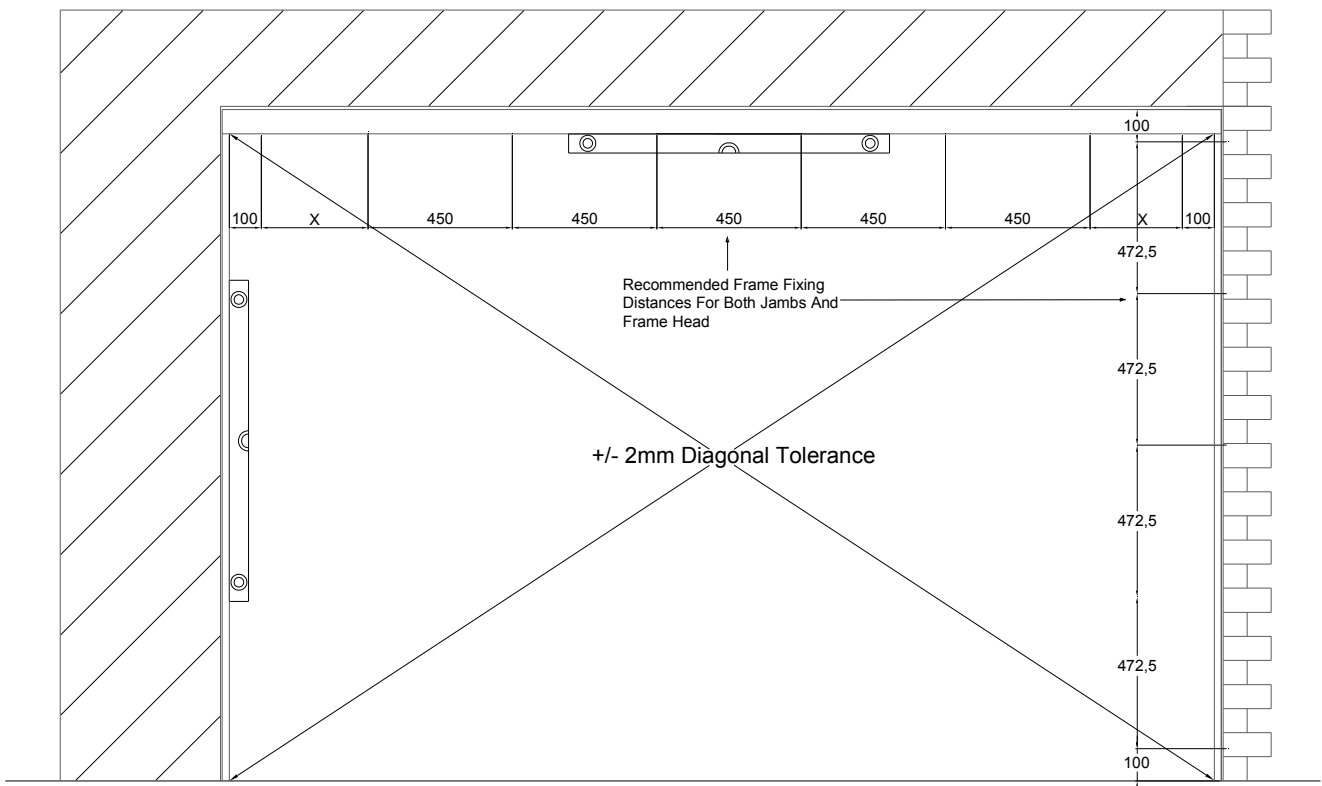 100
100 X 450 450 450 450 450 X 100
472,5
Recommended Frame Fixing
Distances For Both Jambs And
Frame Head
472,5
+/- 2mm Diagonal Tolerance
472,5
472,5
100